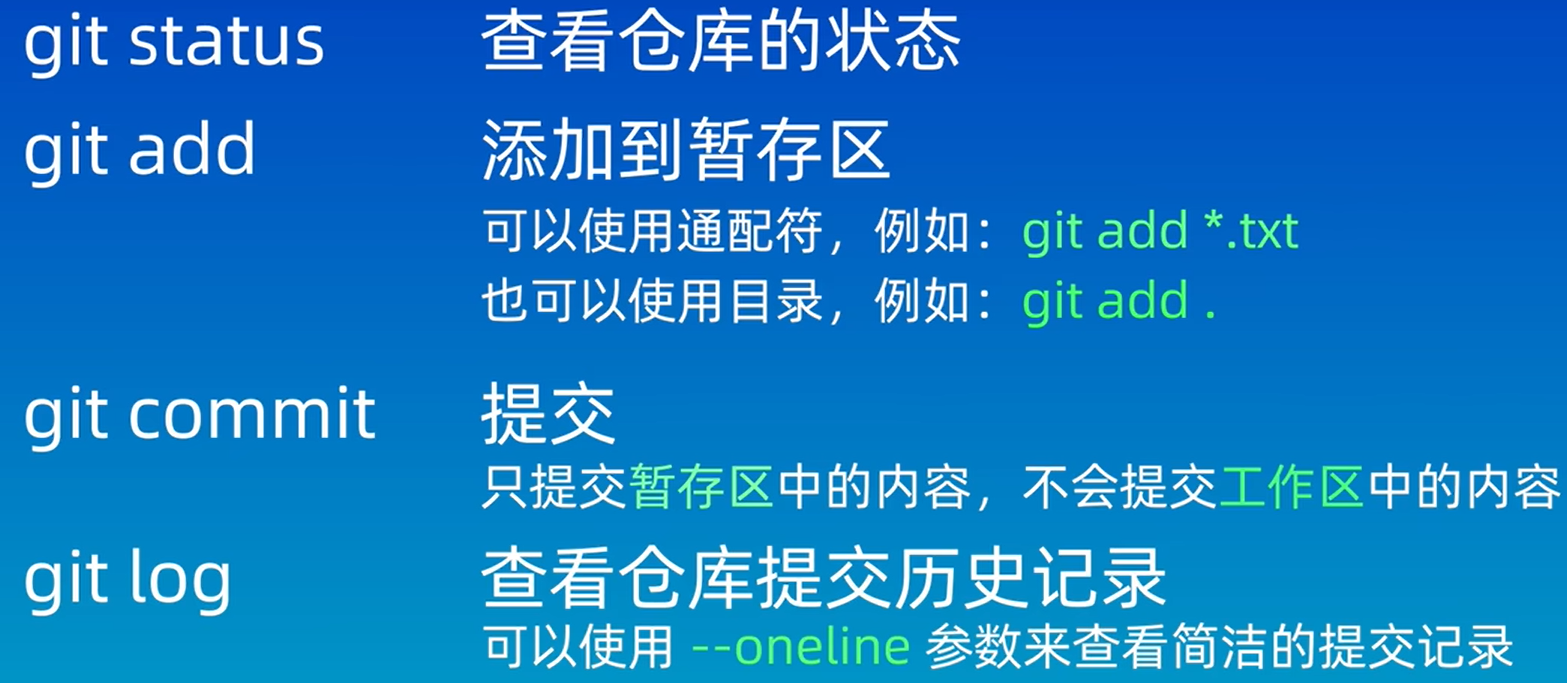 git status 查看仓库的状态
git add 添加到暂存区
可以使用通配符，例如：git add *.txt
也可以使用目录，例如：git add .
git commit 提交
只提交暂存区中的内容，不会提交工作区中的内容
git log 查看仓库提交历史记录
可以使用 --oneline 参数来查看简洁的提交记录